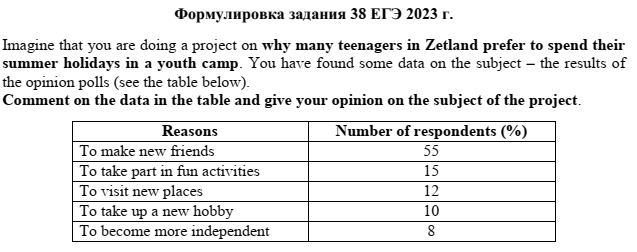 Формулировка задания 38 ЕГЭ 2023 г.
Imagine that you are doing a project on why many teenagers in Zetland prefer to spend their
summer holidays in a youth camp. You have found some data on the subject – the results of
the opinion polls (see the table below).
Comment on the data in the table and give your opinion on the subject of the project.
Reasons Number of respondents (%)
To make new friends 55
To take part in fun activities 15
To visit new places 12
To take up a new hobby 10
To become more independent 8